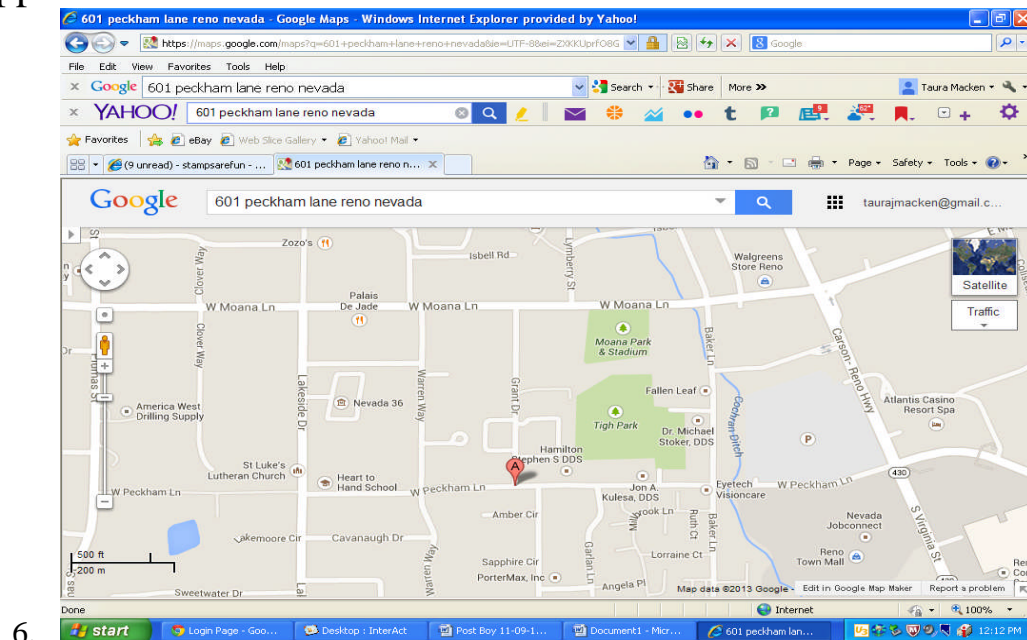 601 peckham lane reno nevada - Google Maps - Windows Internet Explorer provided by Yahoo!
https://maps.google.com/maps?q=601+peckham+lane+reno+nevada&ie=UTF-8&ei=ZXKKUprFO8G
Google
File Edit View Favorites Tools Help
× Google 601 peckham lane reno nevada Search Share More » Taura Macken
× YAHOO! 601 peckham lane reno nevada
Favorites eBay Web Slice Gallery Yahoo! Mail
(9 unread) - stampsarefun - ... 601 peckham lane reno n... × Page Safety Tools
Google 601 peckham lane reno nevada taurajmacken@gmail.c...
Zozo's
Isbell Rd
Lymberry St
Walgreens
Store Reno
Satellite
Traffic
Clover Way
Palais
De Jade
W Moana Ln
W Moana Ln
W Moana Ln
Clover Way
Moana Park
& Stadium
Baker Ln
Carson- Reno Hwy
Plumas St
Lakeside Dr
Warren Way
Grant Dr
Fallen Leaf
America West
Drilling Supply
Nevada 36
Tigh Park
Dr. Michael
Stoker, DDS
Cochran Ditch
Atlantis Casino
Resort Spa
P
Hamilton
Stephen S DDS
A
St Luke's
Lutheran Church
Heart to
Hand School
W Peckham Ln
W Peckham Ln
Jon A.
Kulesa, DDS
Eyetech
Visioncare
W Peckham Ln
430
Amber Cir
Ruth Ct
Baker Ln
Nevada
Jobconnect
S Virginia St
Lakemoore Cir
Cavanaugh Dr
Warren Way
Sapphire Cir
PorterMax, Inc
Garlan Ln
Lorraine Ct
Reno
Town Mall
500 ft
200 m
Sweetwater Dr
Angela Pl
Map data ©2013 Google - Edit in Google Map Maker Report a problem
Done Internet 100%
6.
start Login Page - Goo... Desktop : InterAct Post Boy 11-09-1... Document1 - Micr... 601 peckham lan... 12:12 PM